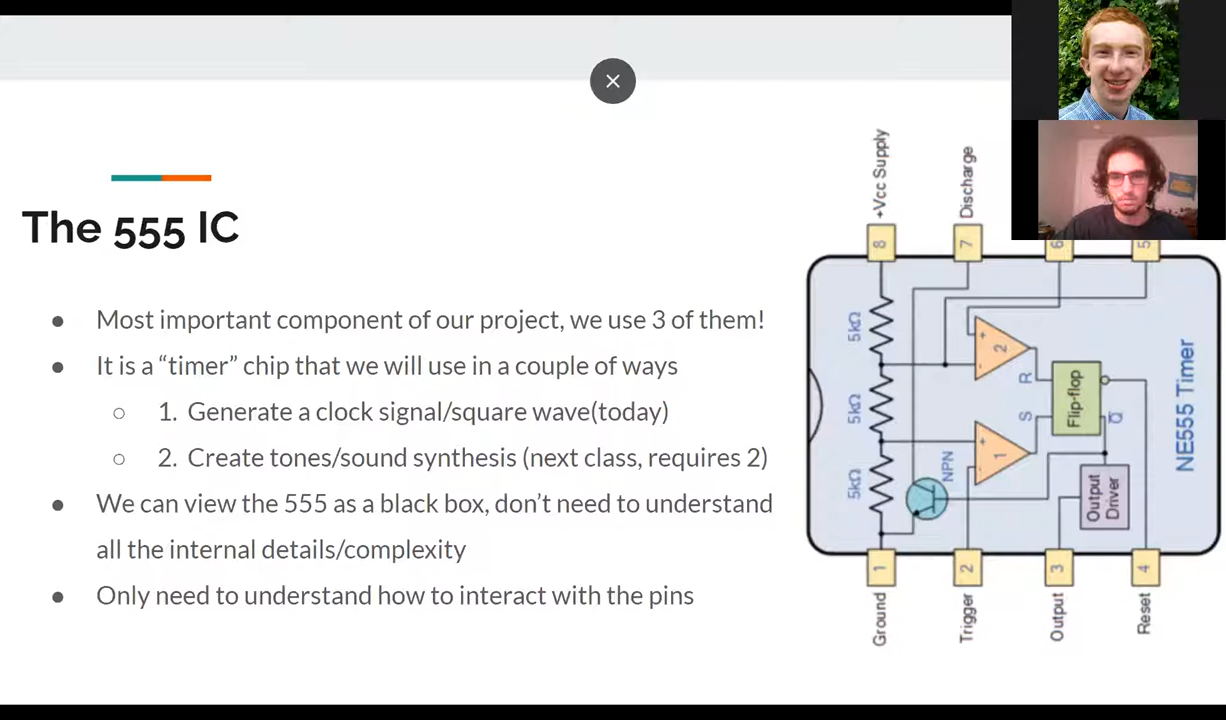 The 555 IC
● Most important component of our project, we use 3 of them!
● It is a “timer” chip that we will use in a couple of ways
○ 1. Generate a clock signal/square wave(today)
○ 2. Create tones/sound synthesis (next class, requires 2)
● We can view the 555 as a black box, don’t need to understand
all the internal details/complexity
● Only need to understand how to interact with the pins
+Vcc Supply
Discharge
8
7
6
5
5kΩ
5kΩ
5kΩ
+
2
-
R
S
Flip-flop
Q
+
1
-
NPN
Output
Driver
NE555 Timer
1
2
3
4
Ground
Trigger
Output
Reset